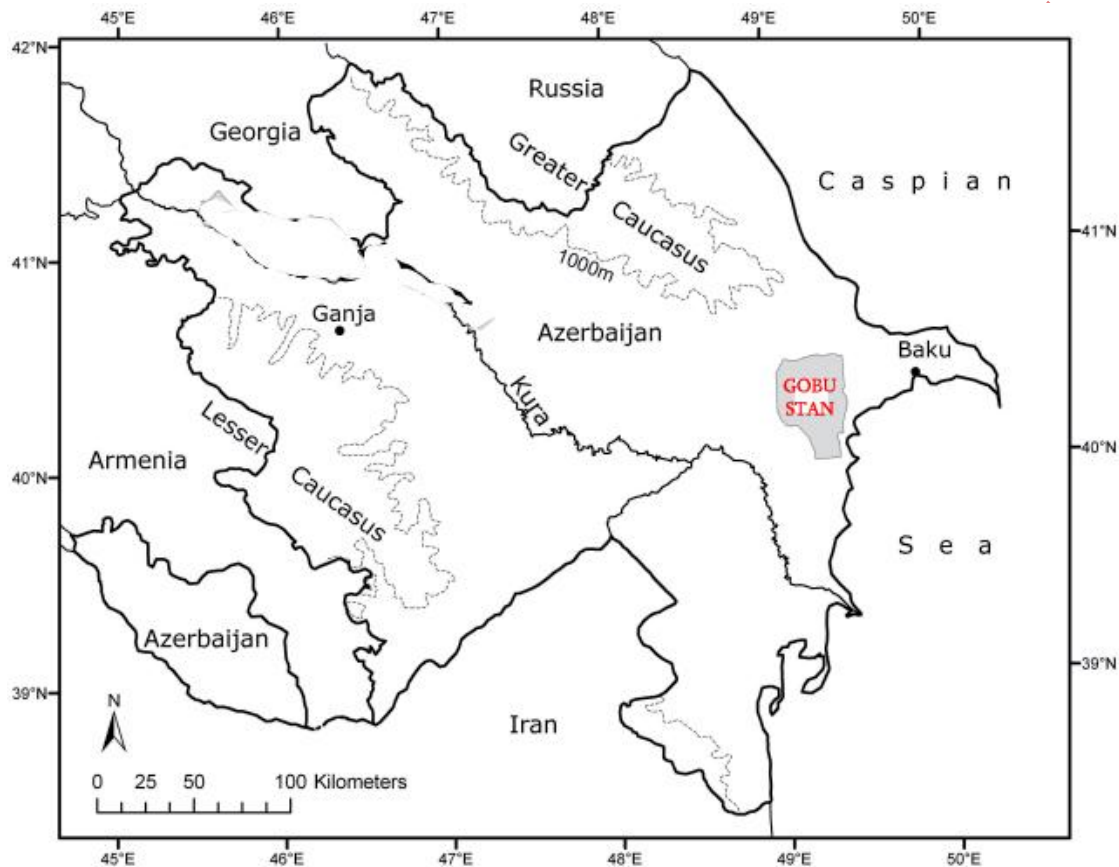 45°E 46°E 47°E 48°E 49°E 50°E
42°N
Russia
Georgia
Greater
Caspian
Caucasus
41°N
41°N
1000m
Ganja
Azerbaijan
Baku
GOBU
STAN
Kura
Lesser
40°N
Armenia
40°N
Caucasus
Sea
Azerbaijan
39°N
39°N
N
Iran
0 25 50 100 Kilometers
45°E 46°E 47°E 48°E 49°E 50°E